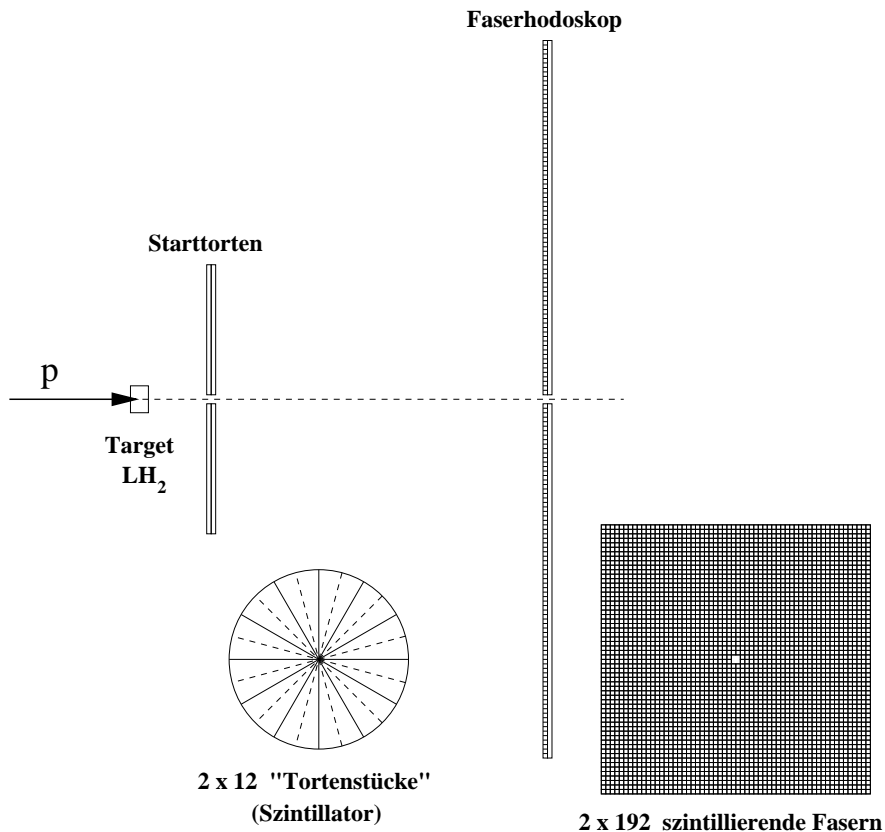 Faserhodoskop
Starttorten
p
Target
LH2
2 x 12 "Tortenstücke"
(Szintillator)
2 x 192 szintillierende Fasern